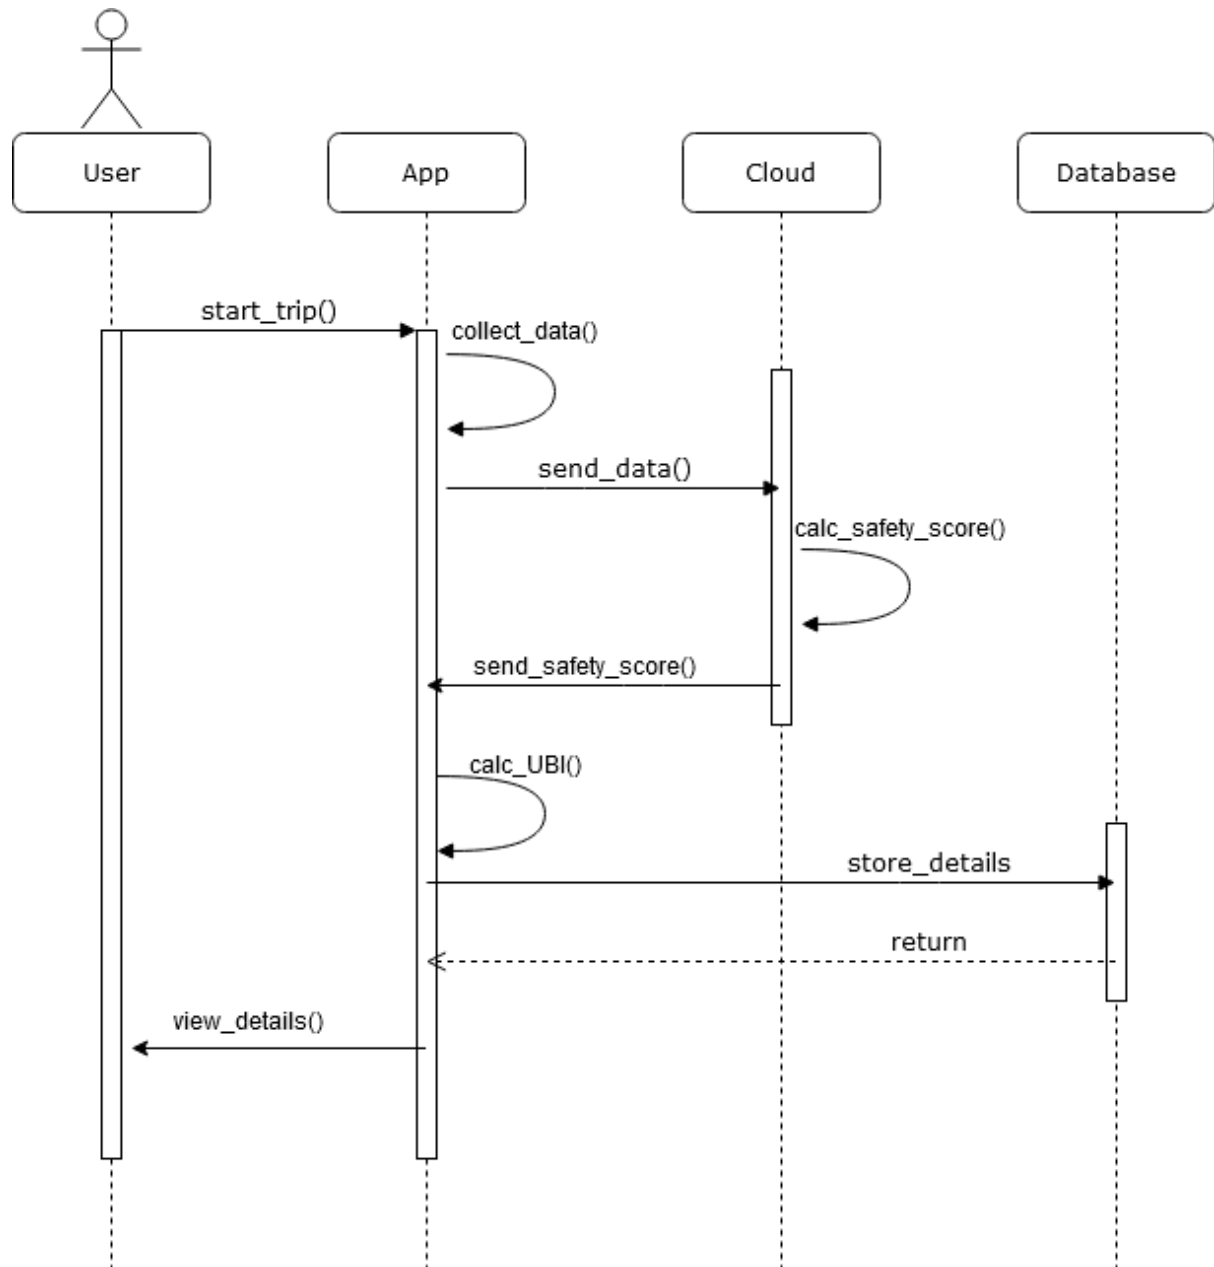 User
App
Cloud
Database
start_trip()
collect_data()
send_data()
calc_safety_score()
send_safety_score()
calc_UBI()
store_details
return
view_details()